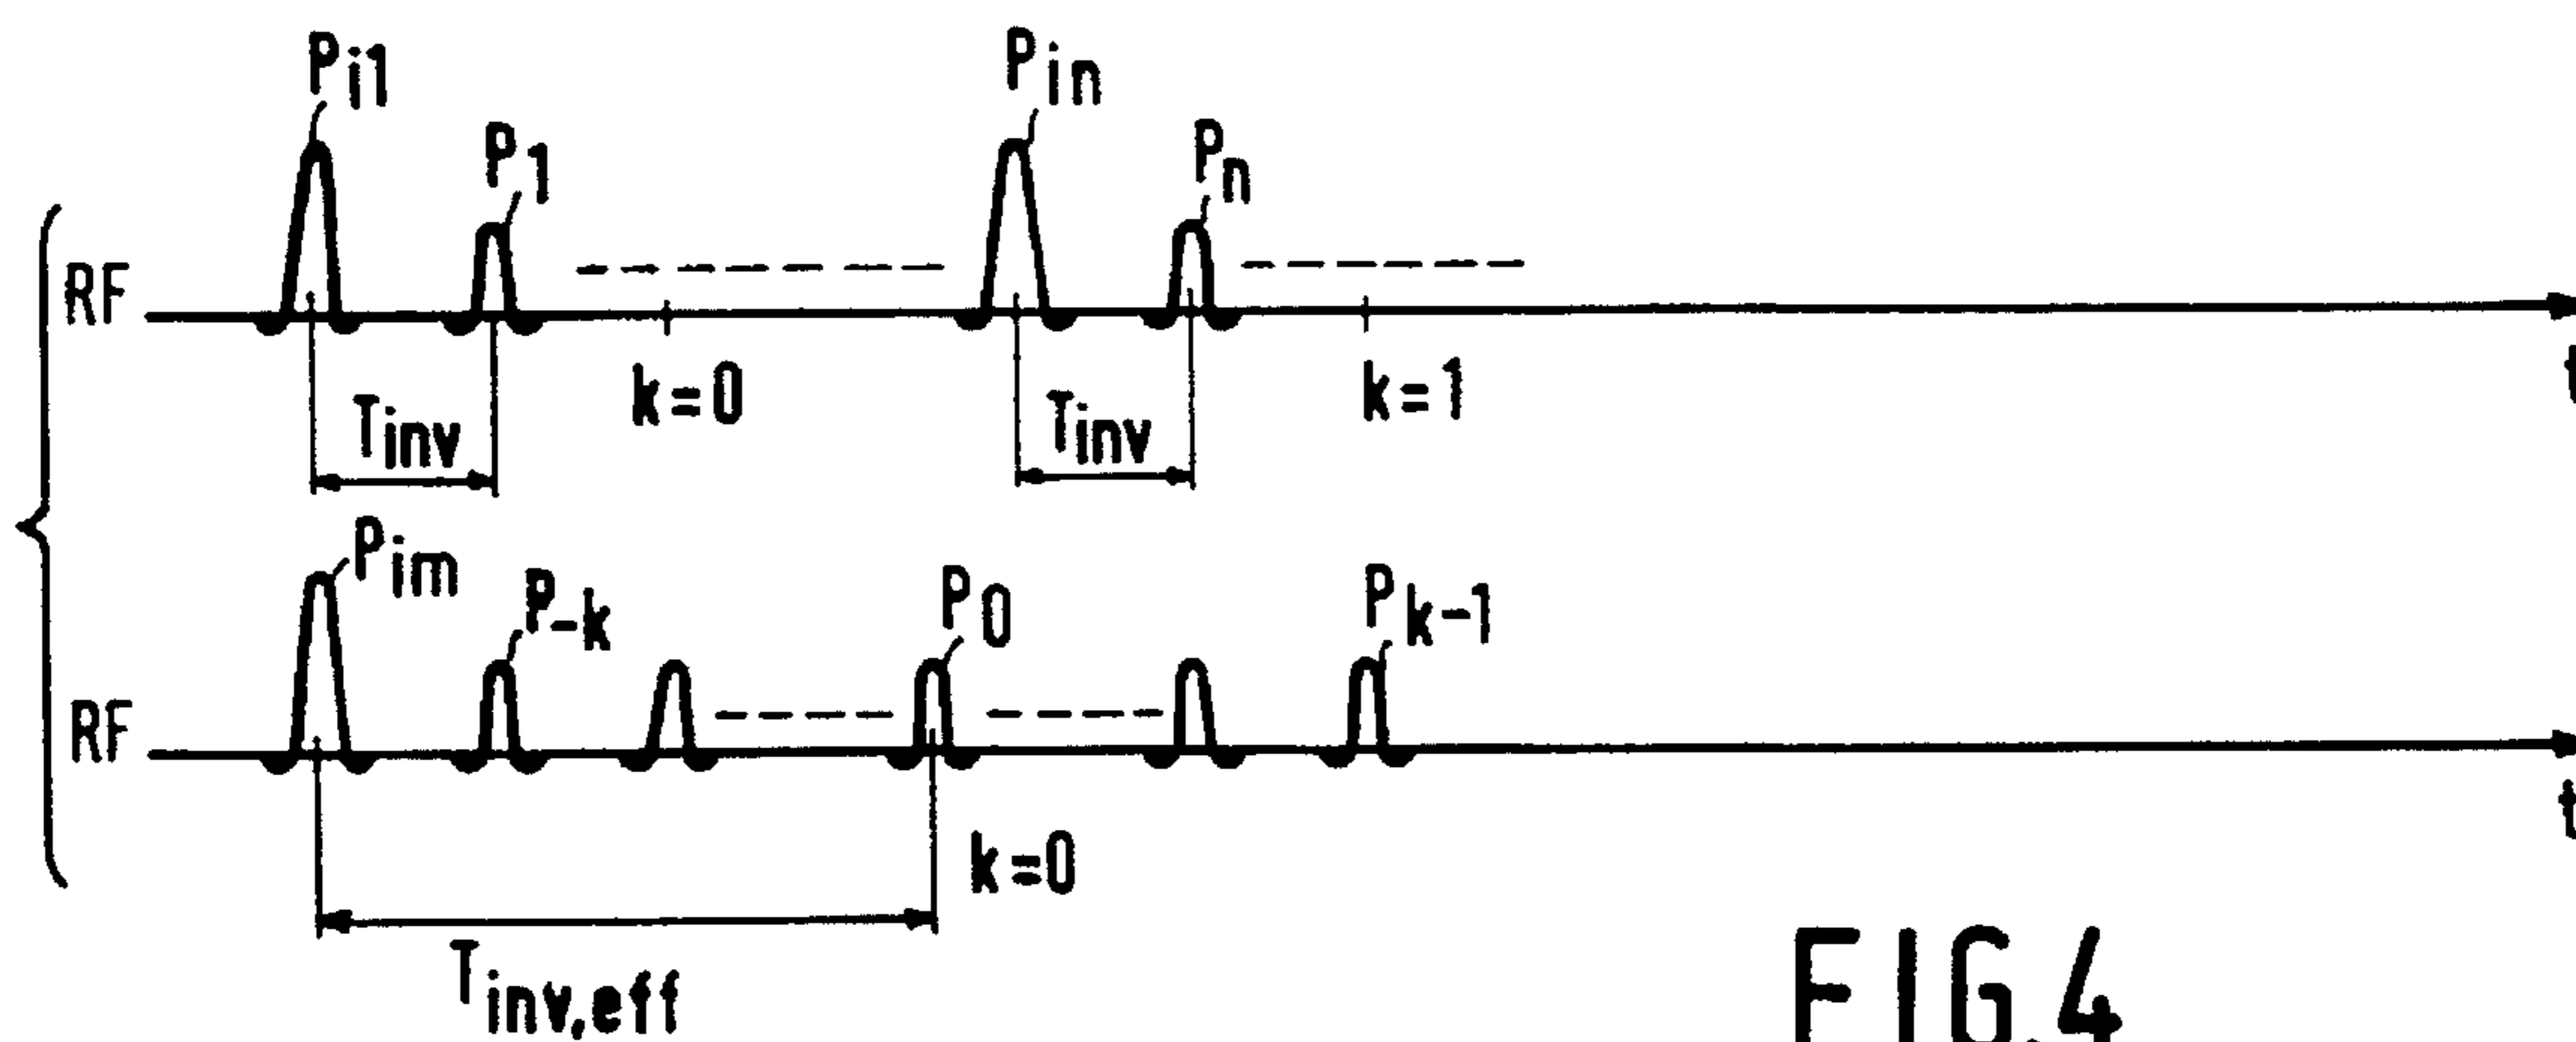 Pi1 Pin
P1 Pn
RF
t
k=0 k=1
Tinv Tinv
Pim P-k P0 Pk-1
RF
t
k=0
Tinv,eff
FIG.4